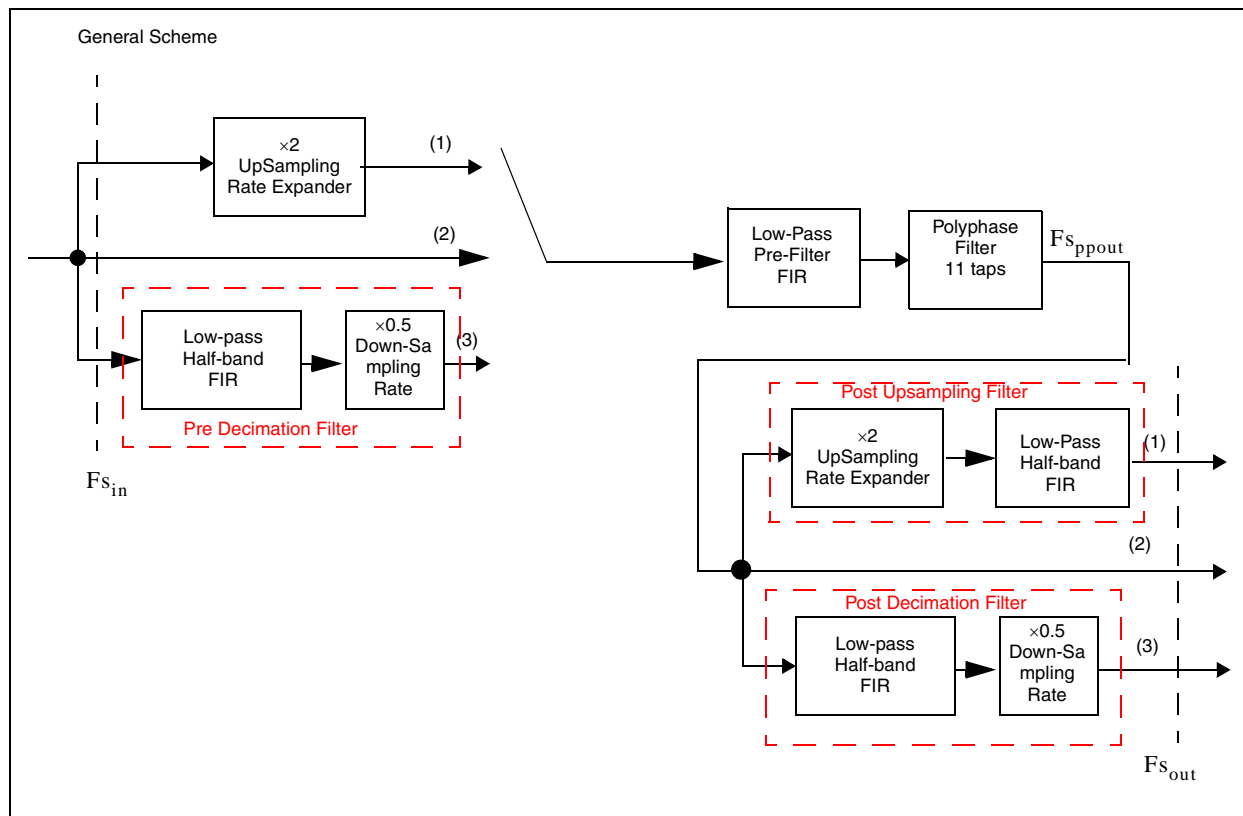 General Scheme
×2
UpSampling
Rate Expander
(1)
(2)
Low-pass
Half-band
FIR
×0.5
Down-Sa
mpling
Rate
(3)
Pre Decimation Filter
Fs_in
Low-Pass
Pre-Filter
FIR
Polyphase
Filter
11 taps
Fs_ppout
Post Upsampling Filter
×2
UpSampling
Rate Expander
Low-Pass
Half-band
FIR
(1)
(2)
Post Decimation Filter
Low-pass
Half-band
FIR
×0.5
Down-Sa
mpling
Rate
(3)
Fs_out